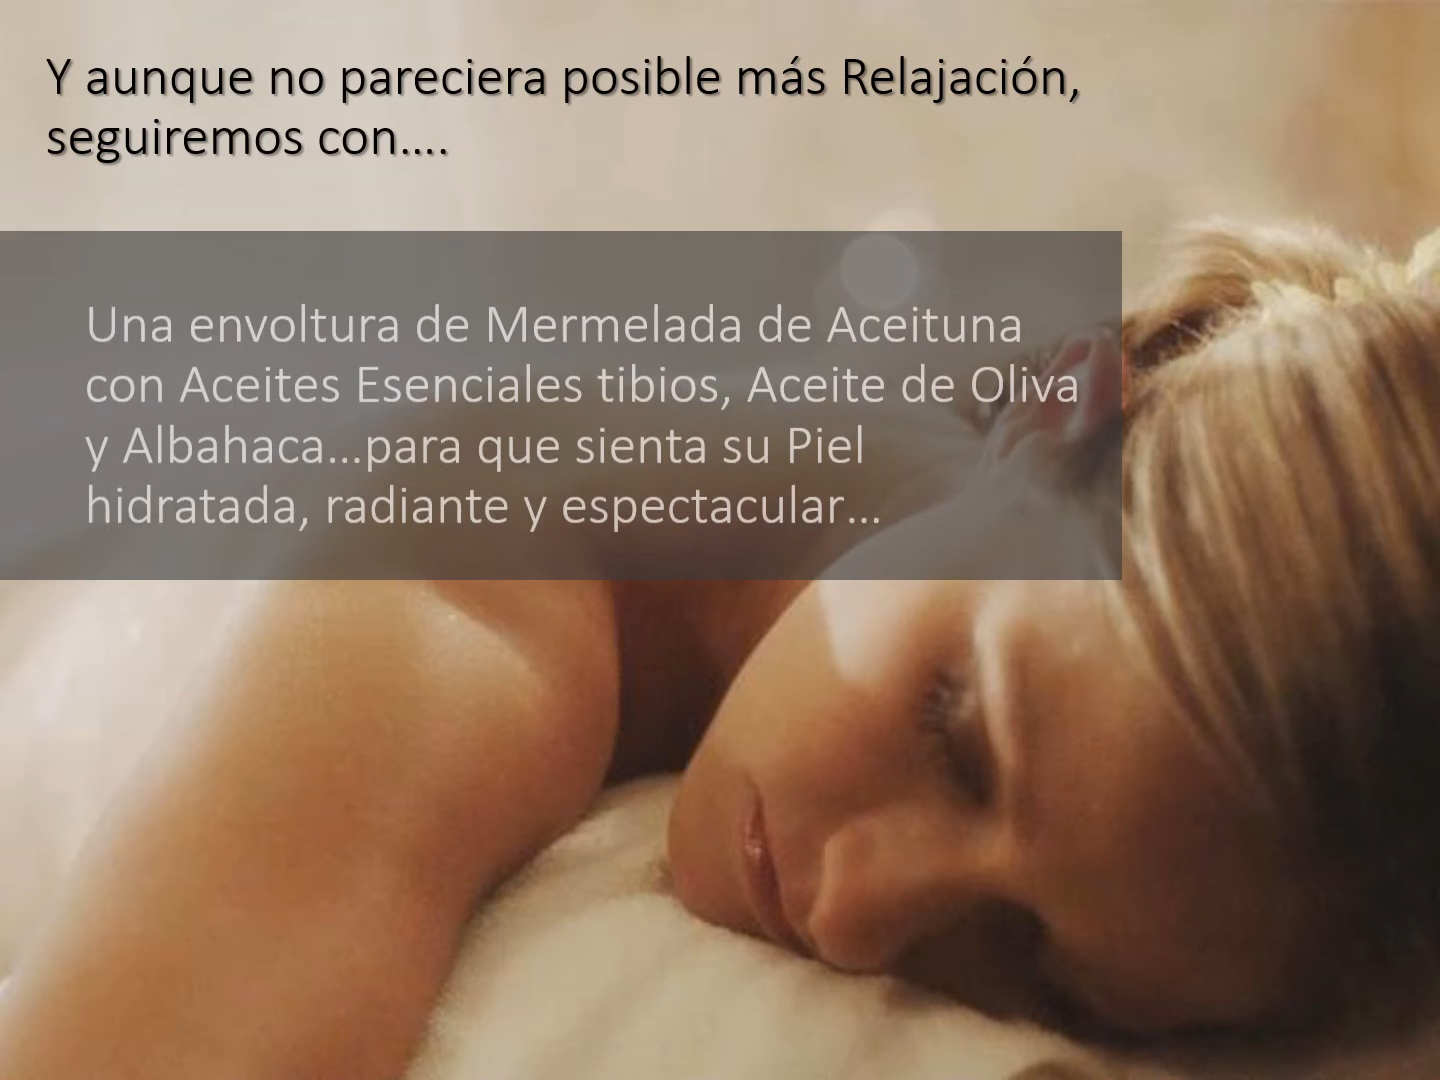 Y aunque no pareciera posible más Relajación,
seguiremos con....
Una envoltura de Mermelada de Aceituna
con Aceites Esenciales tibios, Aceite de Oliva
y Albahaca...para que sienta su Piel
hidratada, radiante y espectacular...